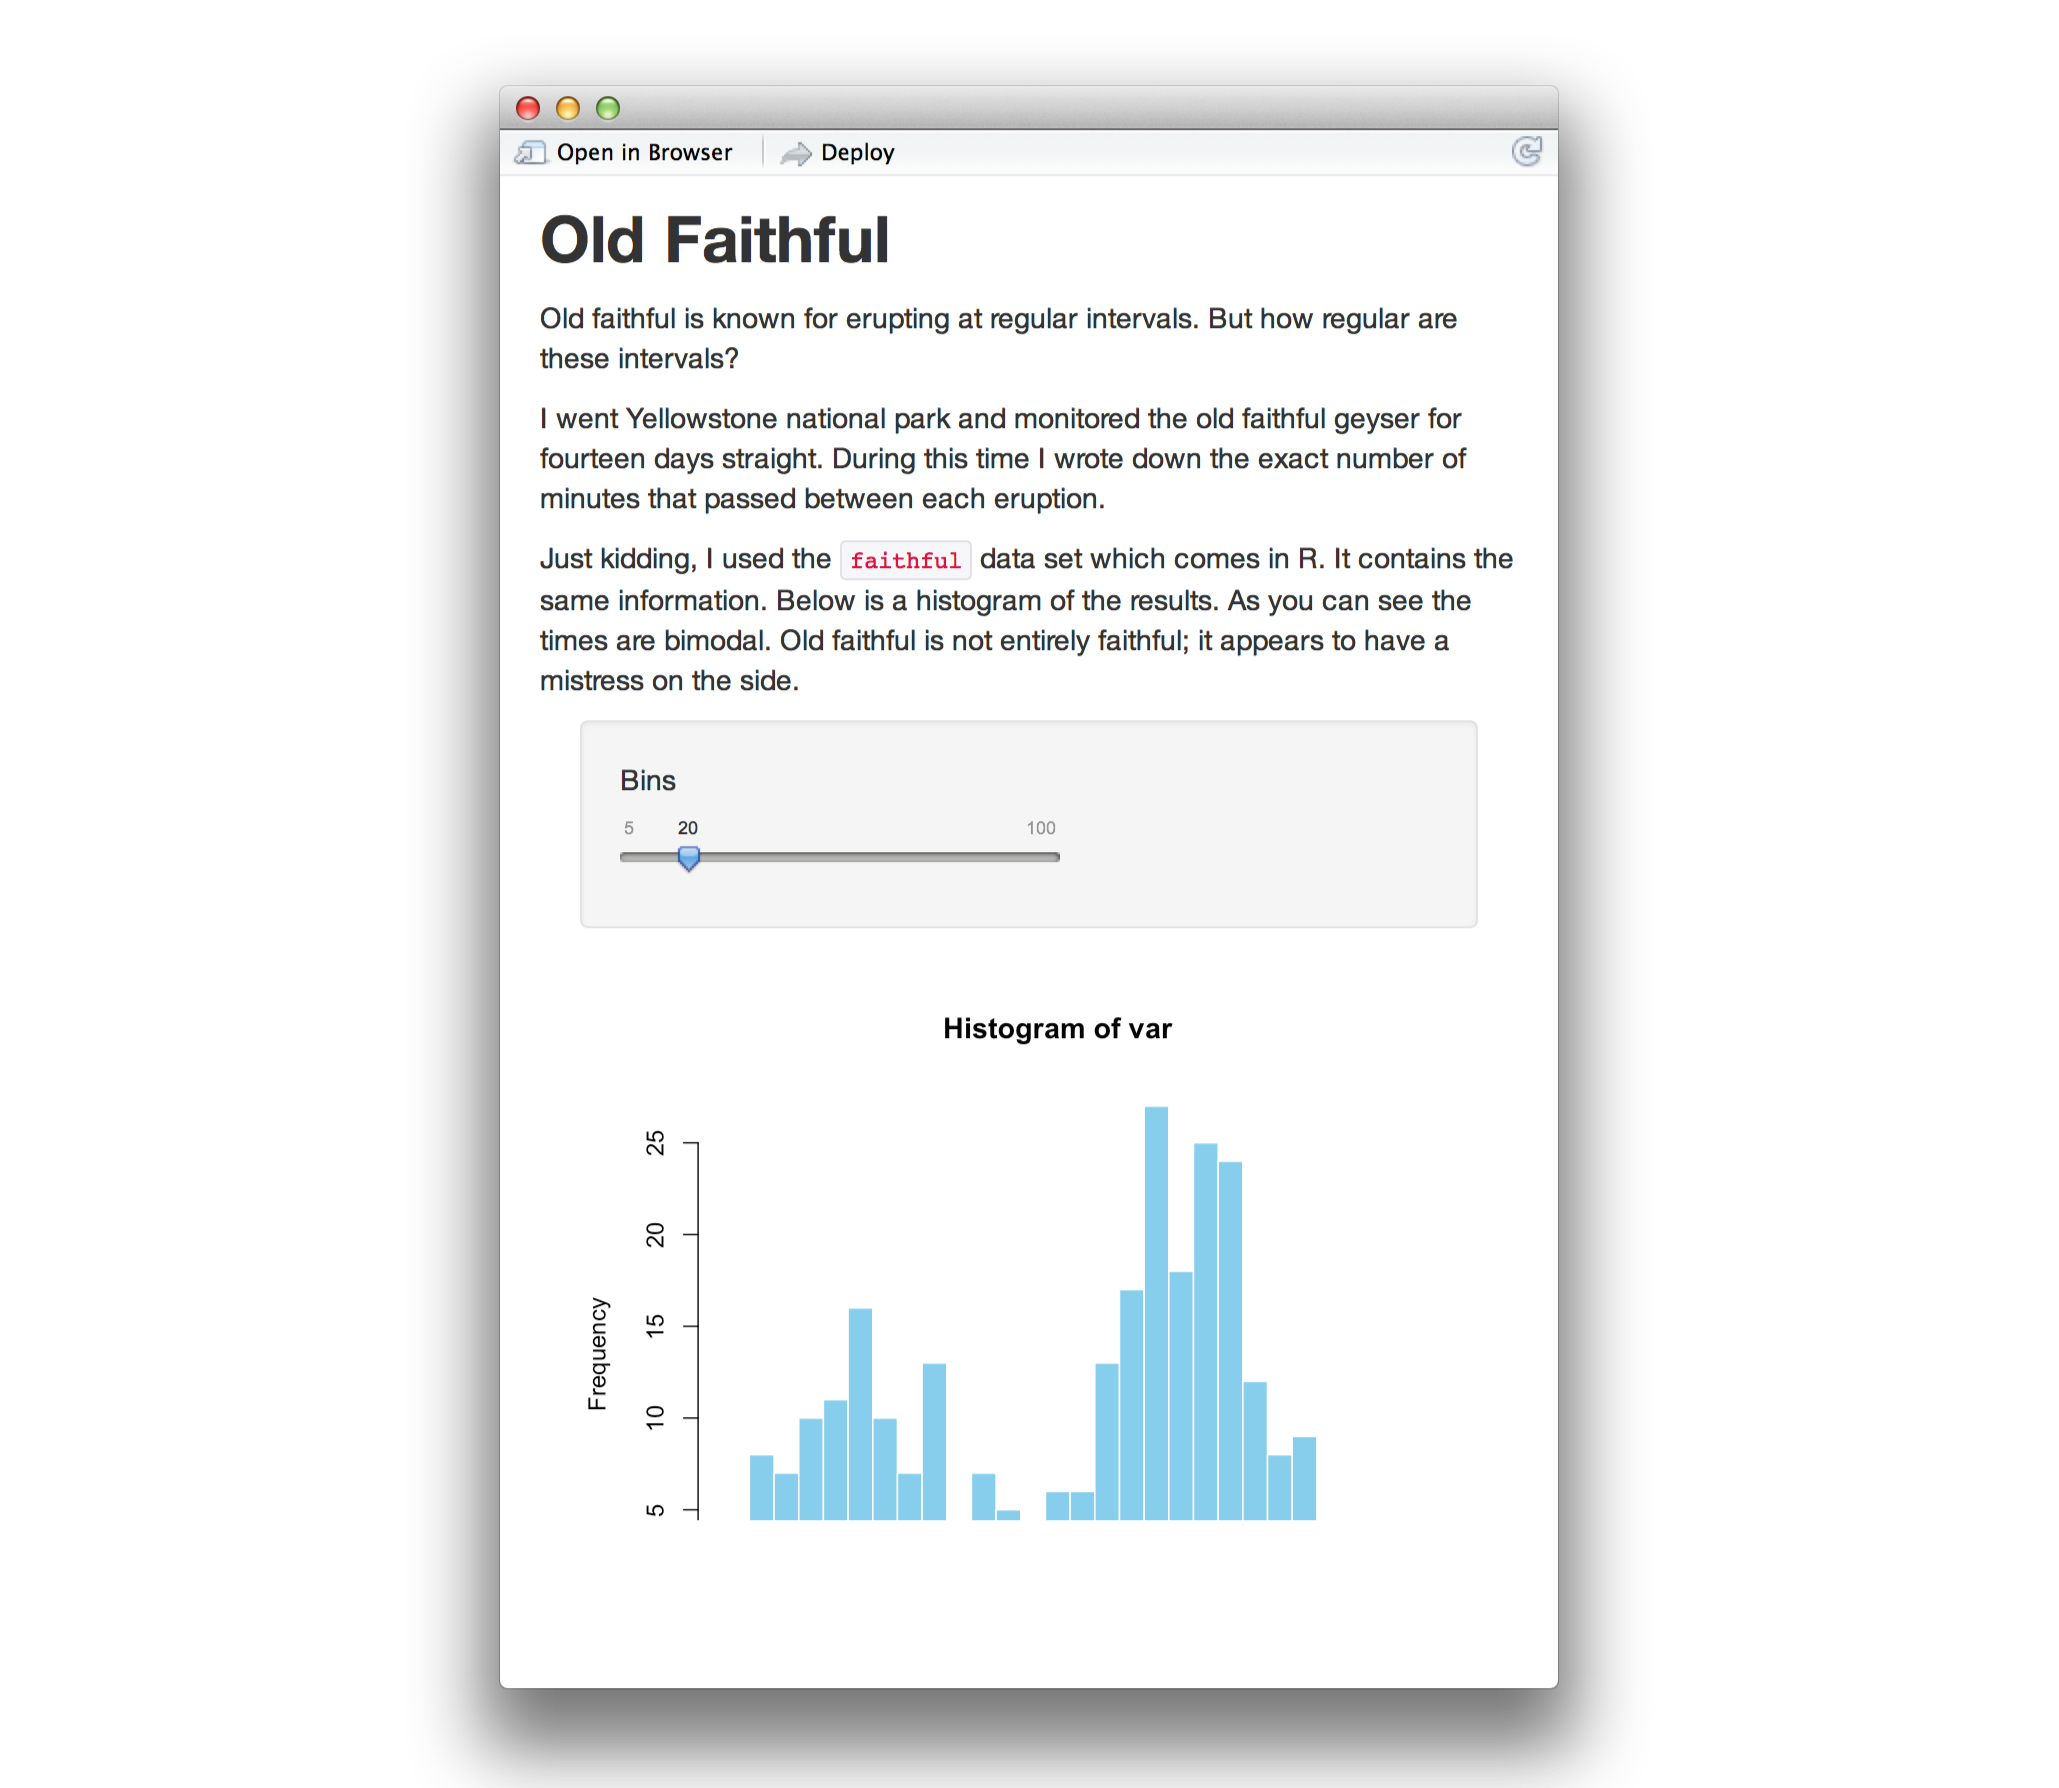 Open in Browser
Deploy
Old Faithful
Old faithful is known for erupting at regular intervals. But how regular are
these intervals?
I went Yellowstone national park and monitored the old faithful geyser for
fourteen days straight. During this time I wrote down the exact number of
minutes that passed between each eruption.
Just kidding, I used the faithful data set which comes in R. It contains the
same information. Below is a histogram of the results. As you can see the
times are bimodal. Old faithful is not entirely faithful; it appears to have a
mistress on the side.
Bins
5 20 100
Histogram of var
Frequency
25
20
15
10
5